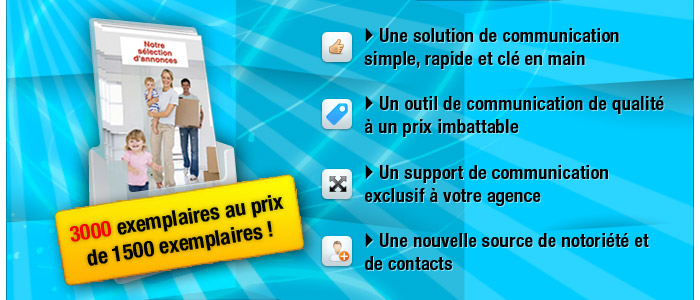 Notre
sélection
d'annonces
3000 exemplaires au prix
de 1500 exemplaires !
Une solution de communication
simple, rapide et clé en main
Un outil de communication de qualité
à un prix imbattable
Un support de communication
exclusif à votre agence
Une nouvelle source de notoriété et
de contacts